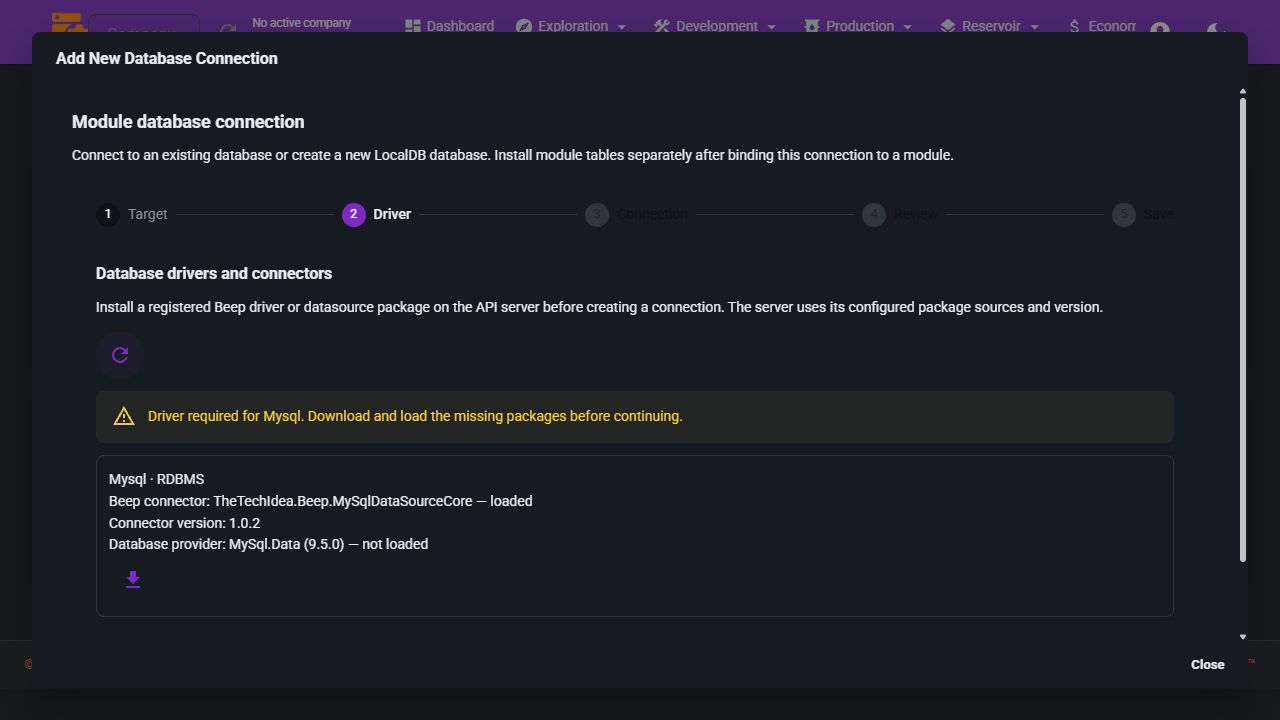 No active company
Company
Dashboard
Exploration
Development
Production
Reservoir
Econom
Add New Database Connection
Module database connection
Connect to an existing database or create a new LocalDB database. Install module tables separately after binding this connection to a module.
1 Target
2 Driver
3 Connection
4 Review
5 Save
Database drivers and connectors
Install a registered Beep driver or datasource package on the API server before creating a connection. The server uses its configured package sources and version.
Driver required for Mysql. Download and load the missing packages before continuing.
Mysql · RDBMS
Beep connector: TheTechIdea.Beep.MySqlDataSourceCore — loaded
Connector version: 1.0.2
Database provider: MySql.Data (9.5.0) — not loaded
Close
©
™